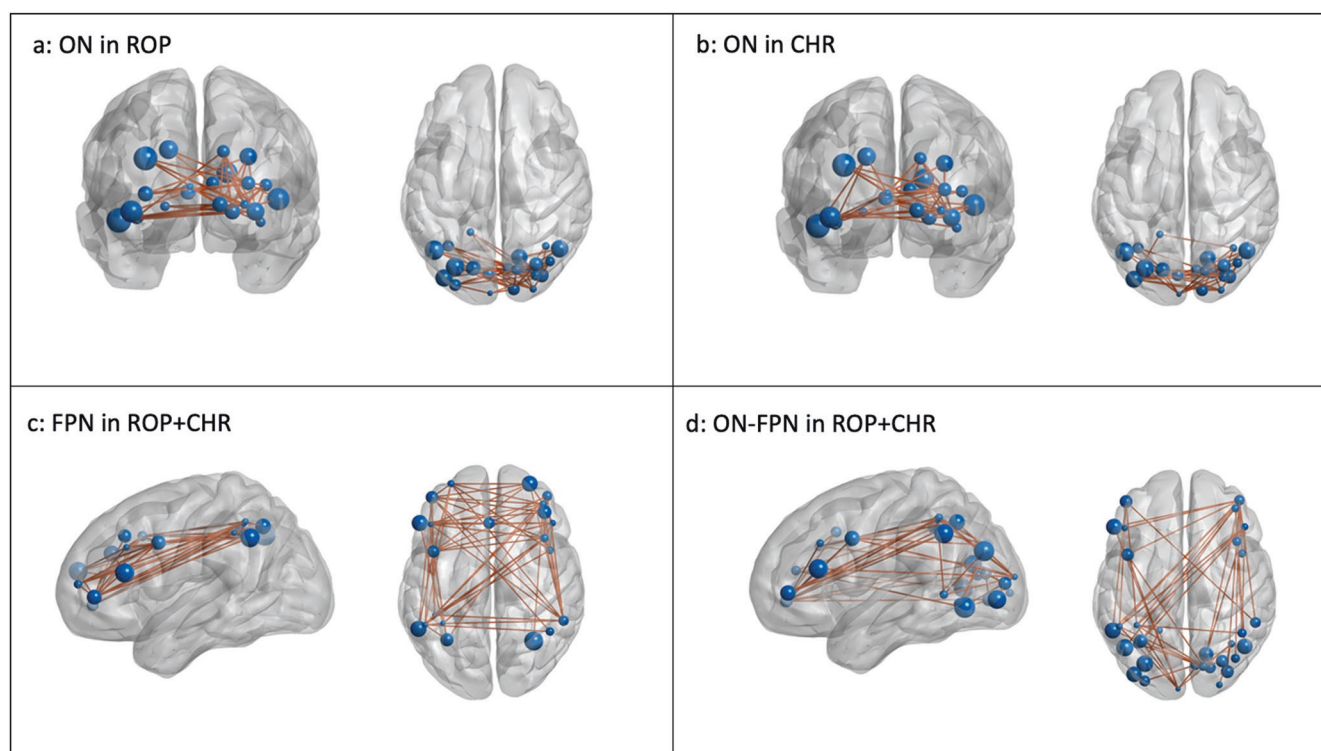 a: ON in ROP
b: ON in CHR
c: FPN in ROP+CHR
d: ON-FPN in ROP+CHR